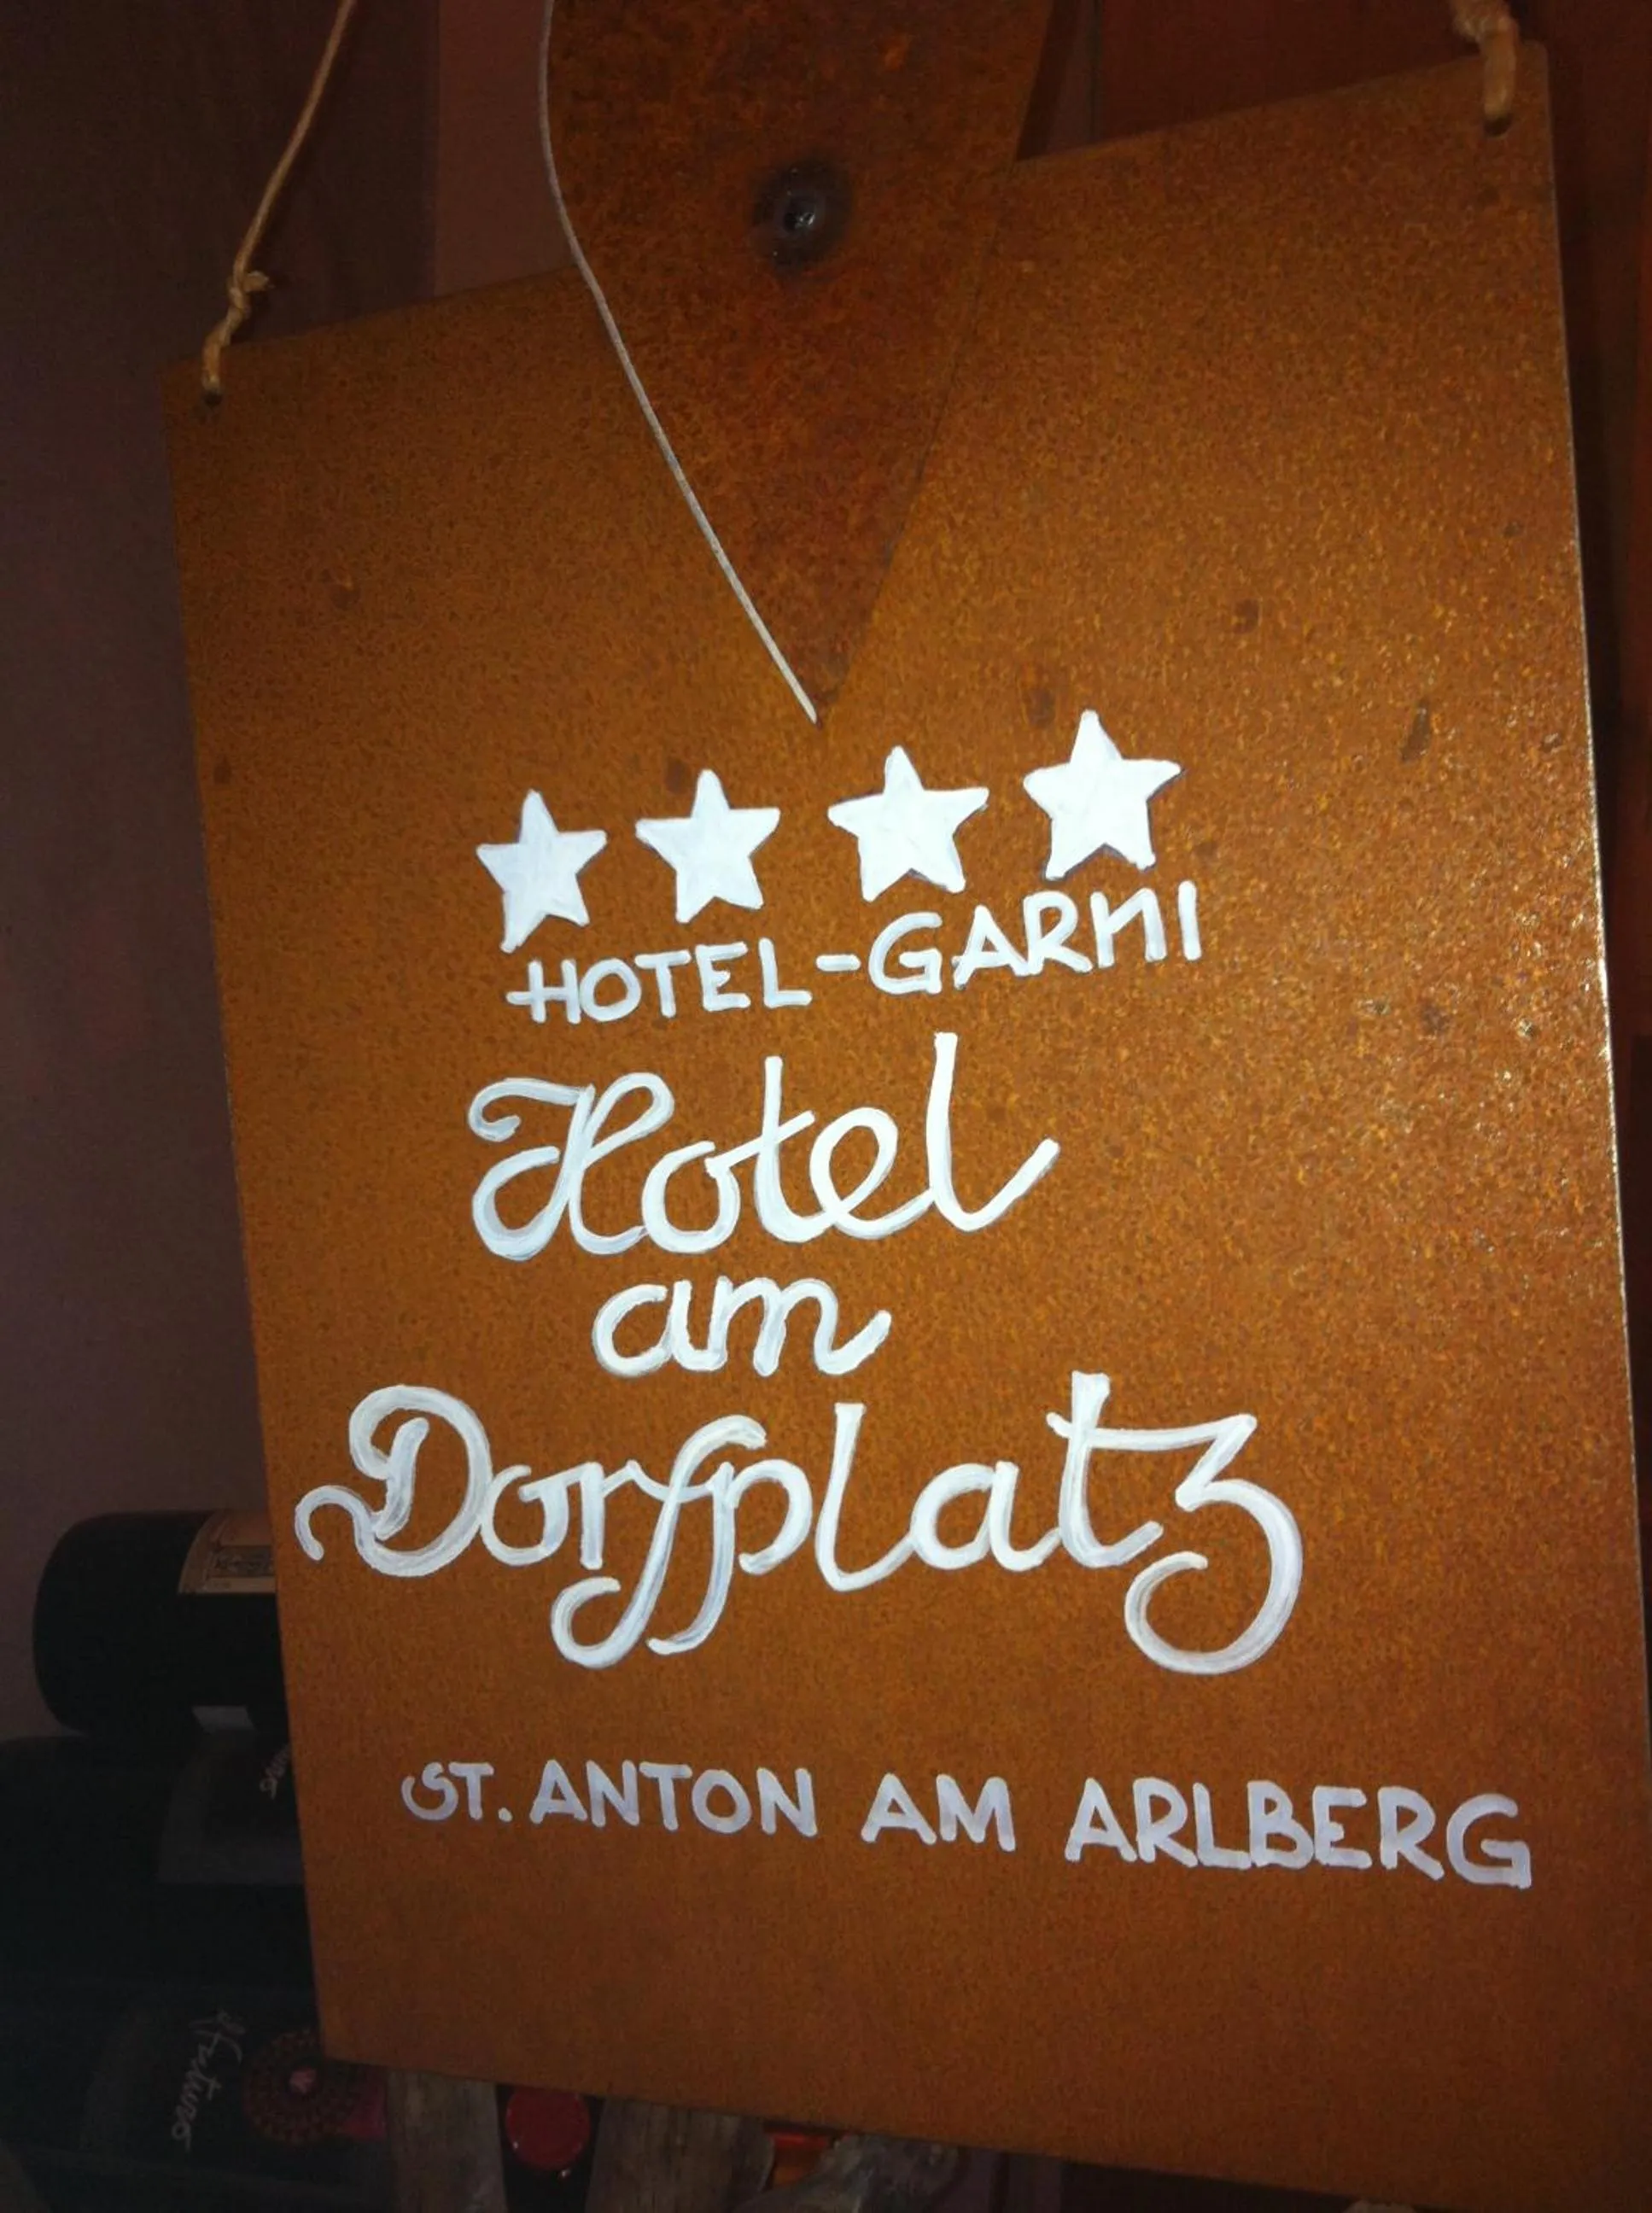 HOTEL-GARNI
Hotel
am
Dorfplatz
ST. ANTON AM ARLBERG